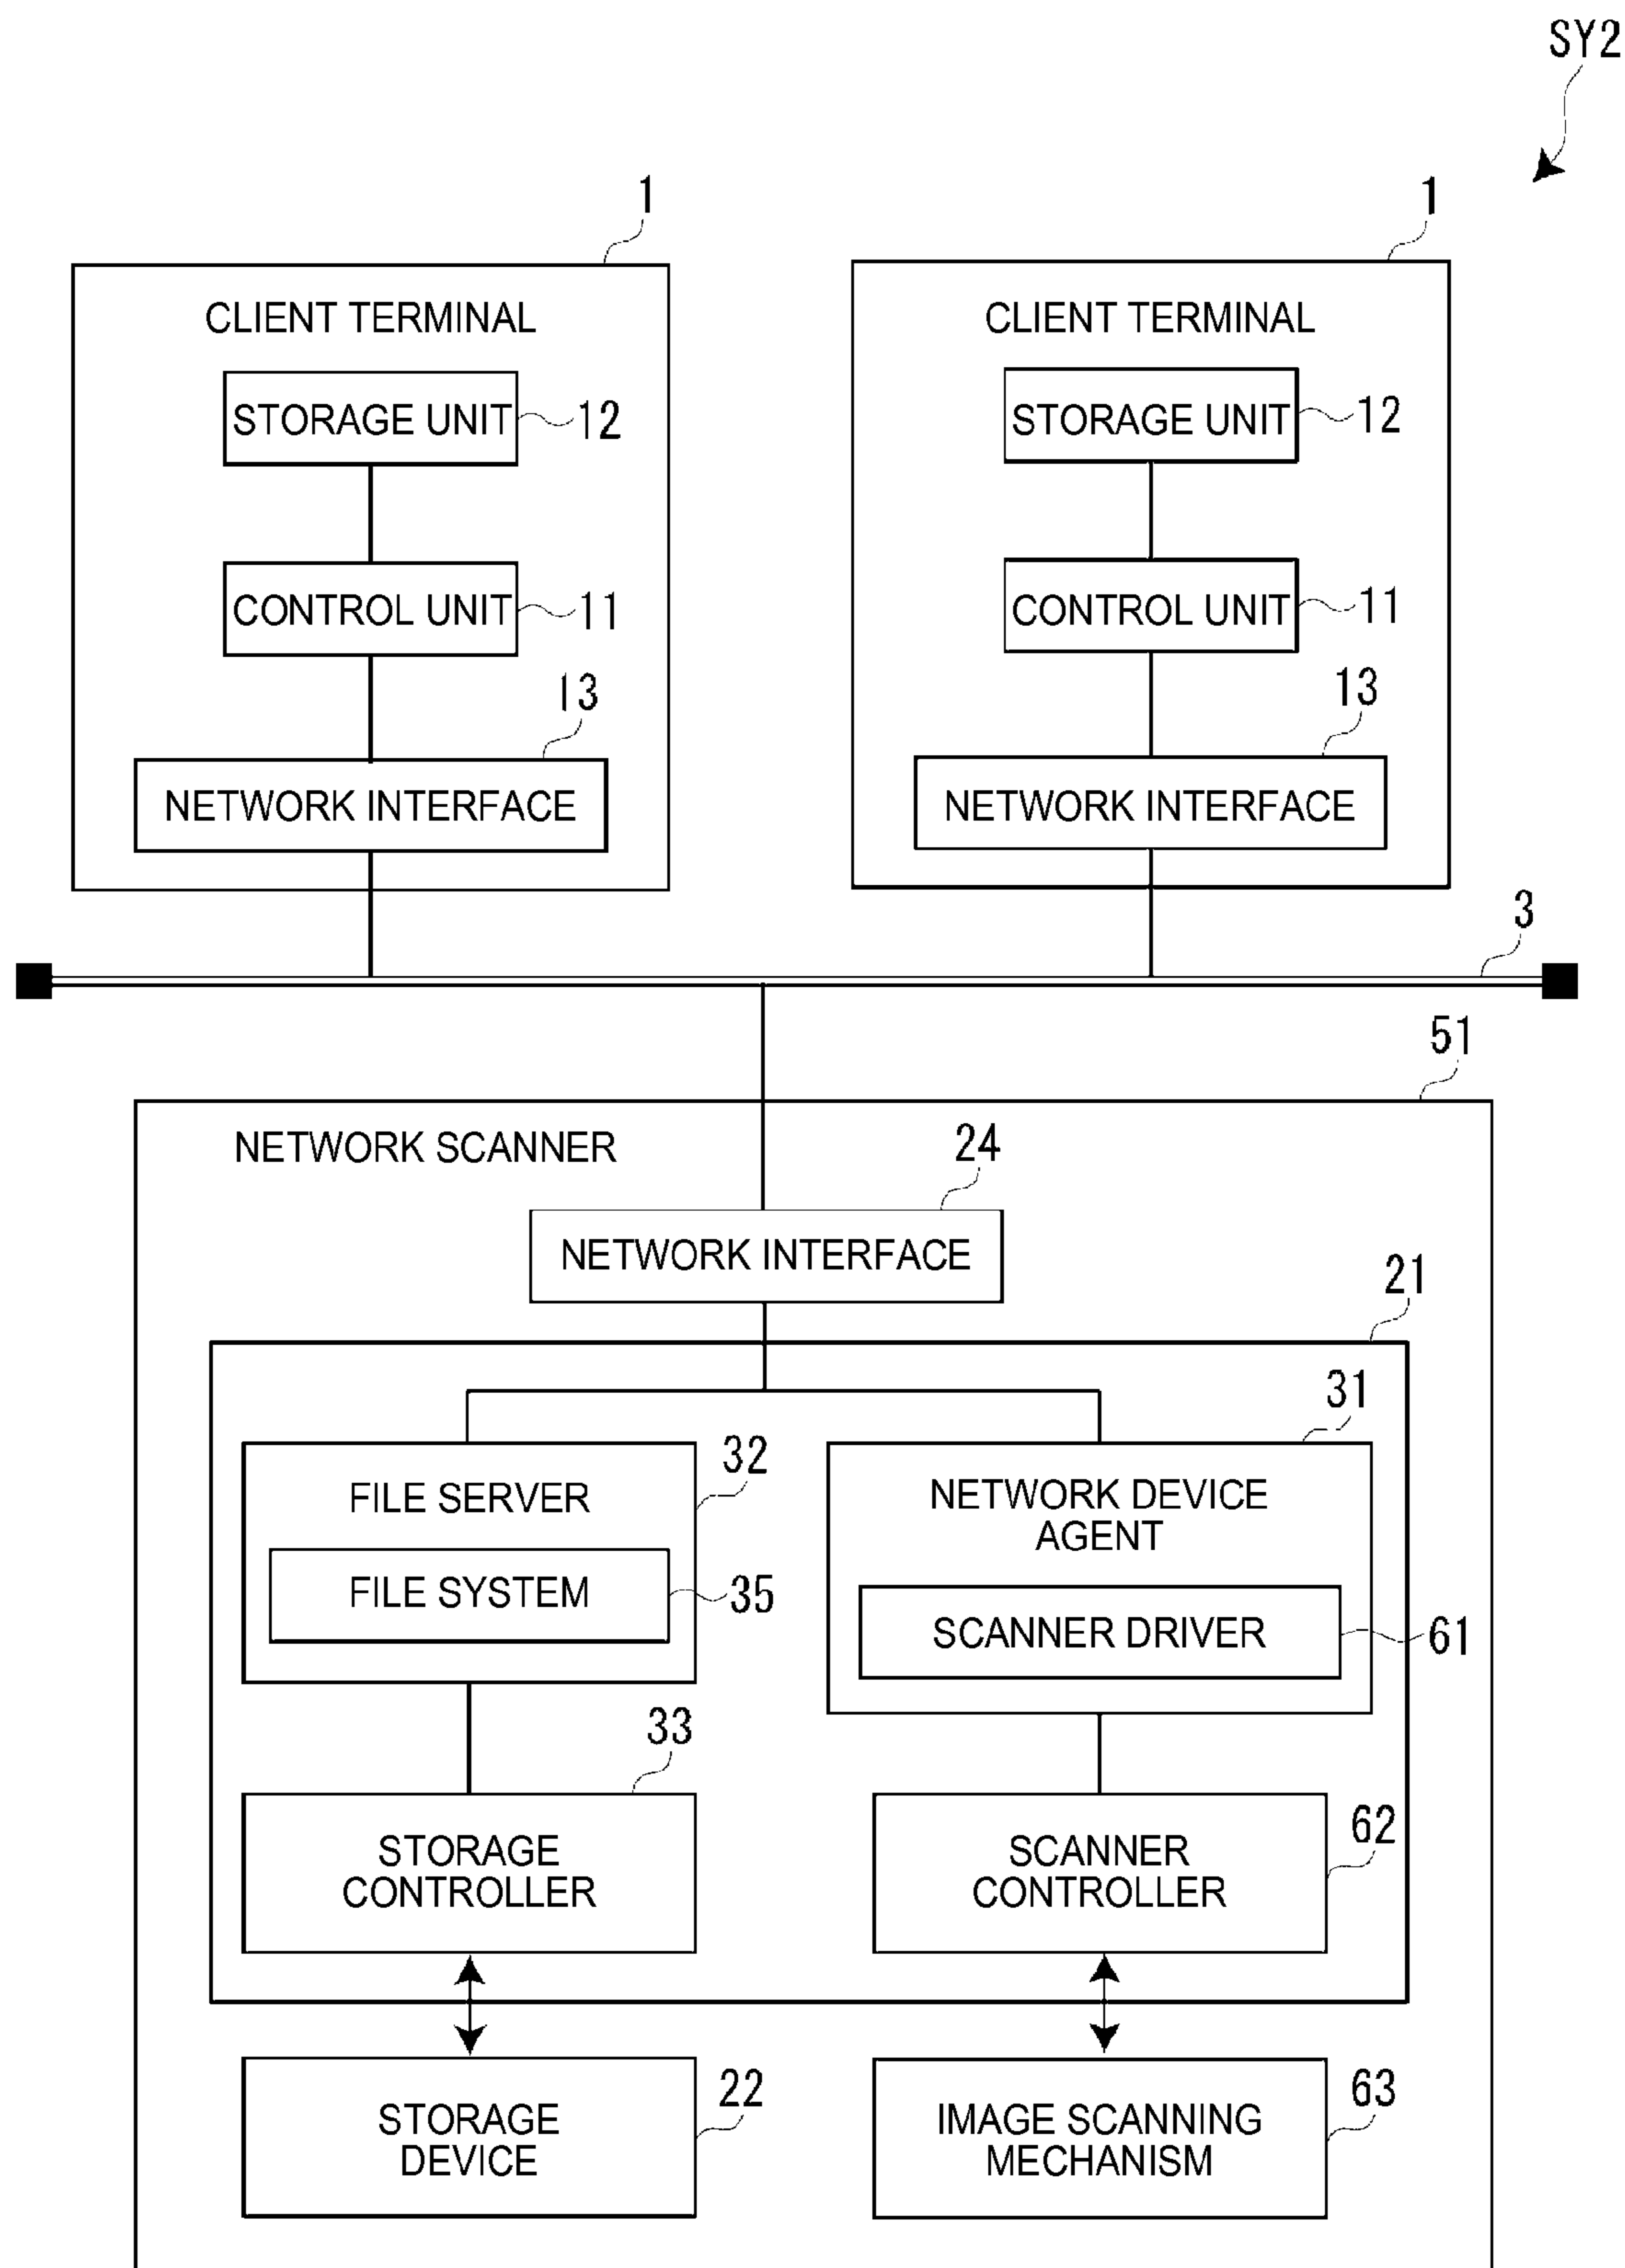 SY2
1
1
CLIENT TERMINAL
CLIENT TERMINAL
STORAGE UNIT
12
STORAGE UNIT
12
CONTROL UNIT
11
CONTROL UNIT
11
13
13
NETWORK INTERFACE
NETWORK INTERFACE
3
51
NETWORK SCANNER
24
NETWORK INTERFACE
21
31
32
FILE SERVER
NETWORK DEVICE
AGENT
FILE SYSTEM
35
SCANNER DRIVER
61
33
62
STORAGE
CONTROLLER
SCANNER
CONTROLLER
22
63
STORAGE
DEVICE
IMAGE SCANNING
MECHANISM